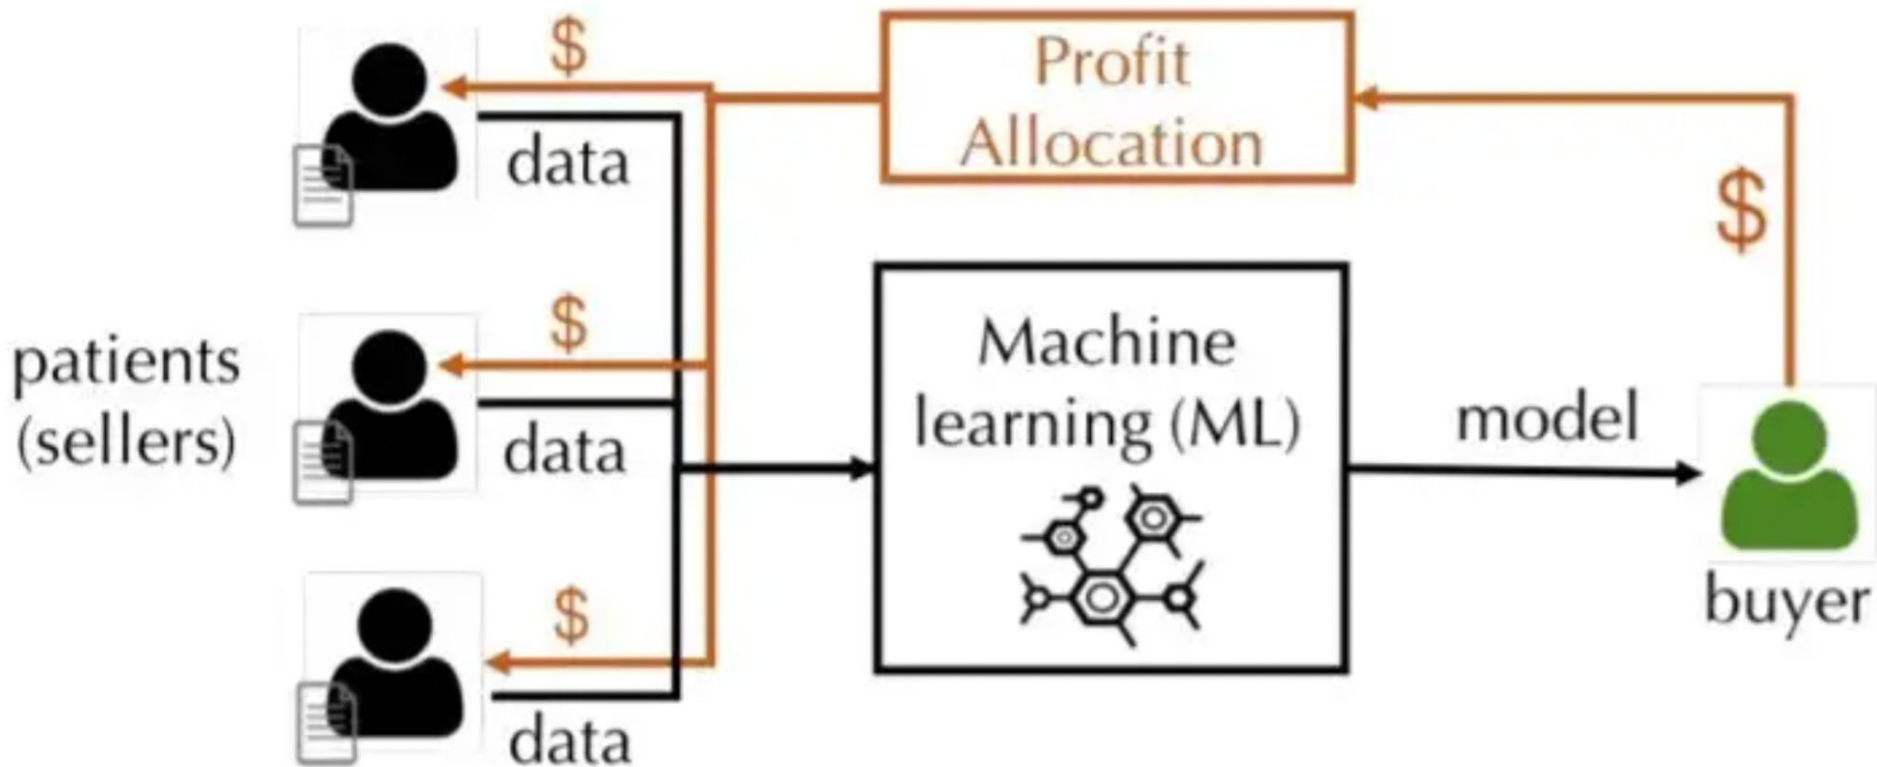 $
Profit
Allocation
data
$
$
patients
(sellers)
data
Machine
learning (ML)
model
buyer
$
data